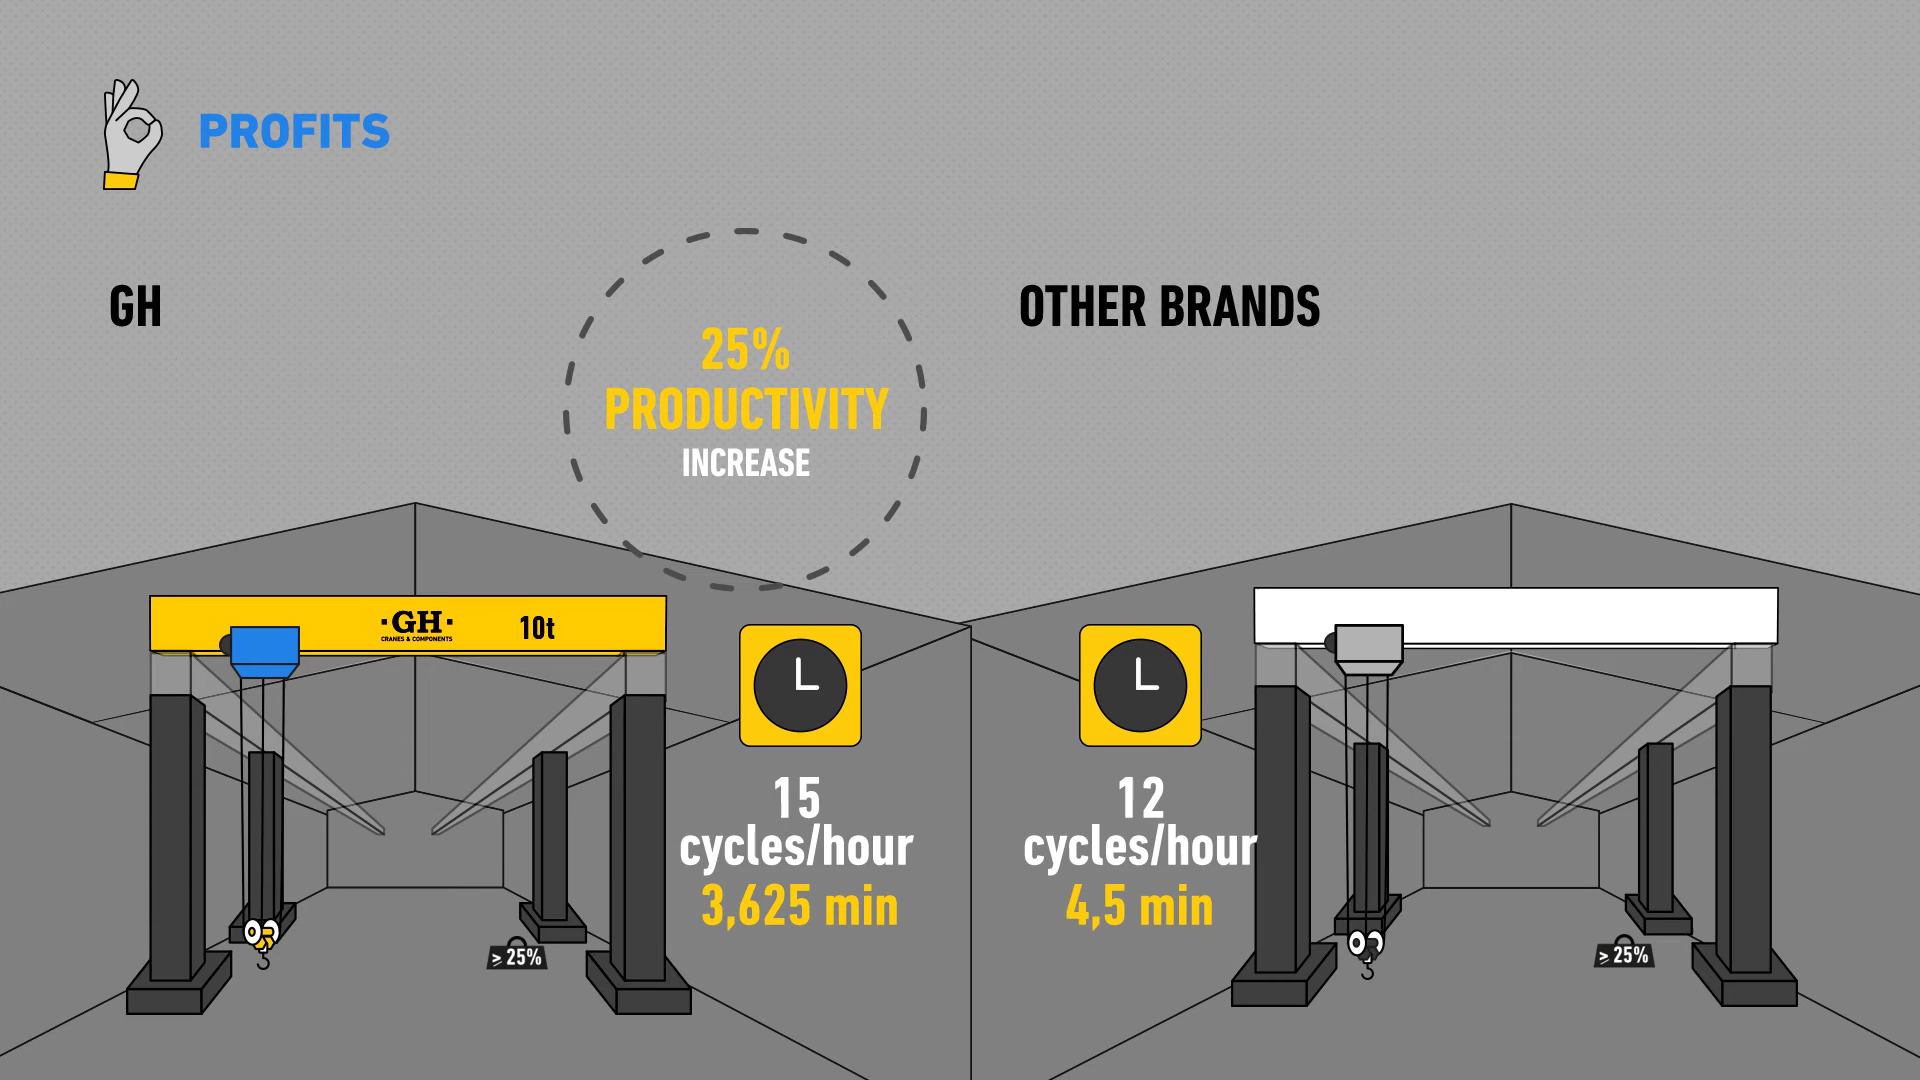 PROFITS
GH
25%
PRODUCTIVITY
INCREASE
OTHER BRANDS
·GH·
CRANES & COMPONENTS
10t
15
cycles/hour
3,625 min
≥ 25%
12
cycles/hour
4,5 min
≥ 25%